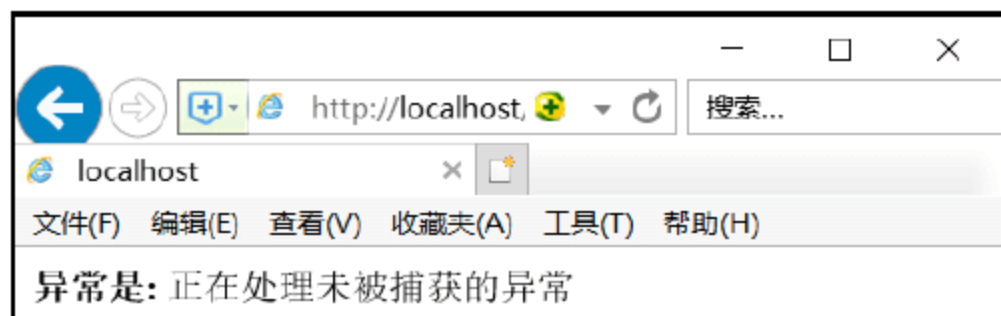 http://localhost,
搜索...
localhost
文件(F) 编辑(E) 查看(V) 收藏夹(A) 工具(T) 帮助(H)
异常是: 正在处理未被捕获的异常